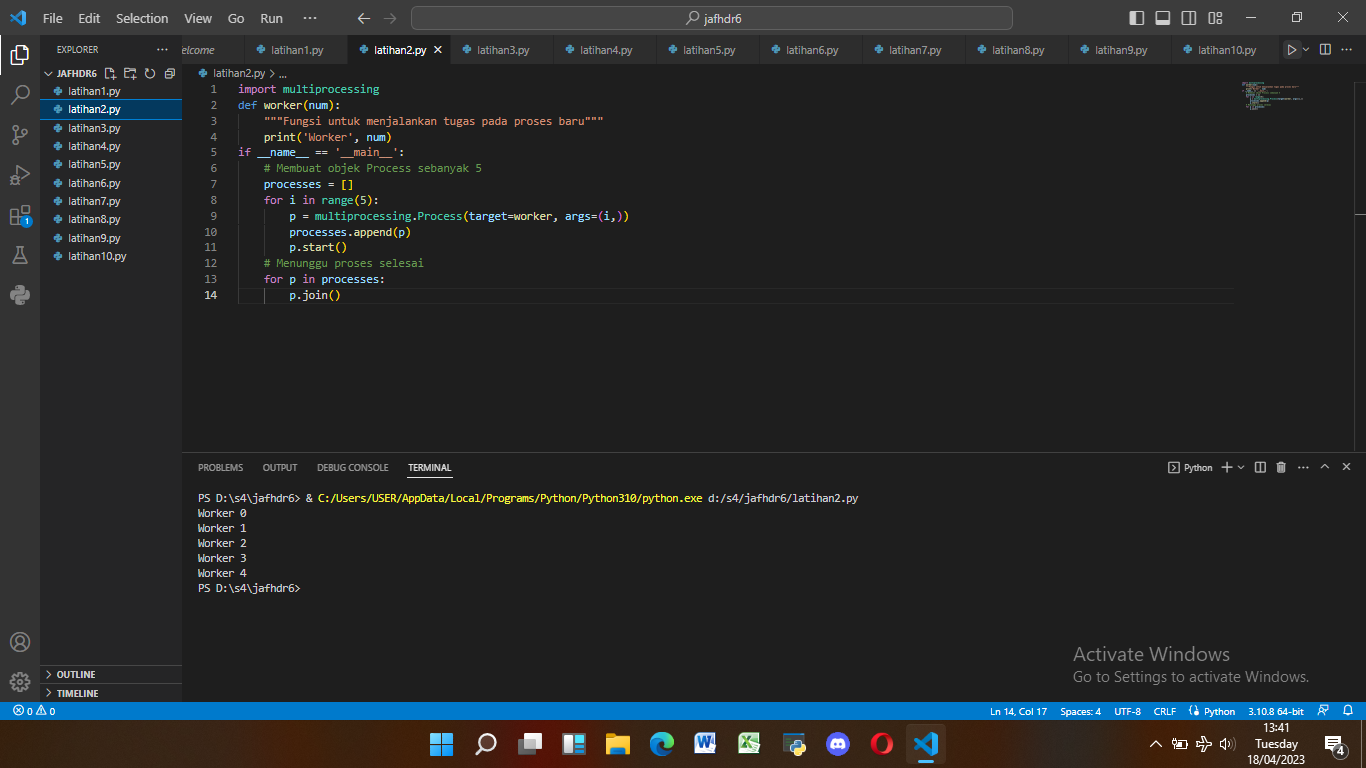 File Edit Selection View Go Run ··· jafhdr6
EXPLORER ···
elcome latihan1.py latihan2.py latihan3.py latihan4.py latihan5.py latihan6.py latihan7.py latihan8.py latihan9.py latihan10.py
JAFHDR6
latihan1.py
latihan2.py
latihan3.py
latihan4.py
latihan5.py
latihan6.py
latihan7.py
latihan8.py
latihan9.py
latihan10.py
OUTLINE
TIMELINE
latihan2.py > ...
1 import multiprocessing
2 def worker(num):
3     """Fungsi untuk menjalankan tugas pada proses baru"""
4     print('Worker', num)
5 if __name__ == '__main__':
6     # Membuat objek Process sebanyak 5
7     processes = []
8     for i in range(5):
9         p = multiprocessing.Process(target=worker, args=(i,))
10         processes.append(p)
11         p.start()
12     # Menunggu proses selesai
13     for p in processes:
14         p.join()
PROBLEMS OUTPUT DEBUG CONSOLE TERMINAL Python
PS D:\s4\jafhdr6> & C:/Users/USER/AppData/Local/Programs/Python/Python310/python.exe d:/s4/jafhdr6/latihan2.py
Worker 0
Worker 1
Worker 2
Worker 3
Worker 4
PS D:\s4\jafhdr6>
Activate Windows
Go to Settings to activate Windows.
0 0 Ln 14, Col 17 Spaces: 4 UTF-8 CRLF Python 3.10.8 64-bit
13:41
Tuesday
18/04/2023
4
1